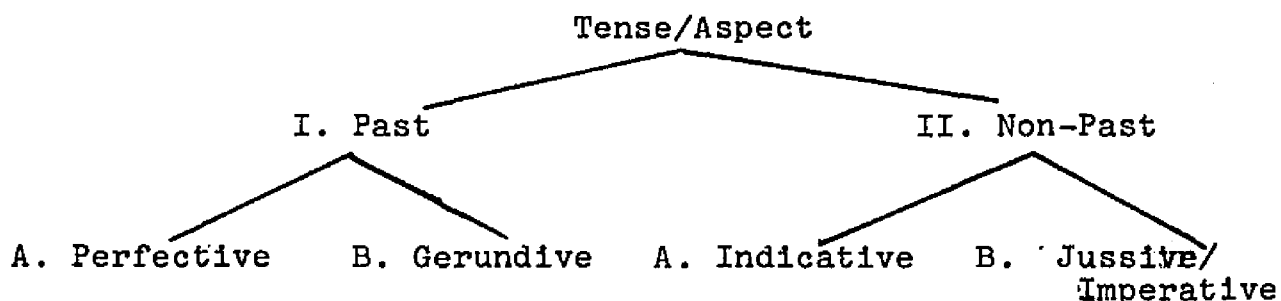 Tense/Aspect
I. Past II. Non-Past
A. Perfective B. Gerundive A. Indicative B. Jussive/
Imperative